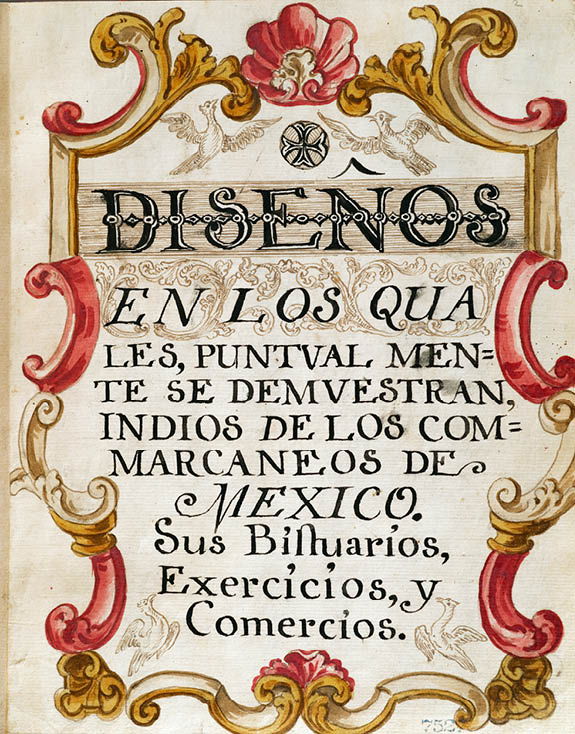 DISEÑOS
EN LOS QUA
LES, PUNTVAL MEN=
TE SE DEMVESTRAN,
INDIOS DE LOS COM=
MARCANEOS DE
MEXICO.
Sus Biſtuarios,
Exercicios, y
Comercios.